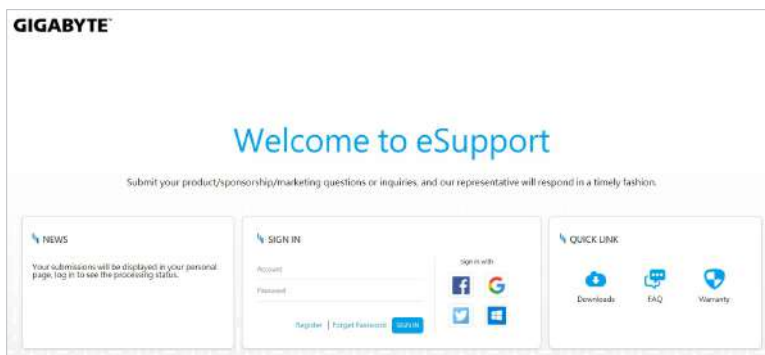 GIGABYTE™
Welcome to eSupport
Submit your product/sponsorship/marketing questions or inquiries, and our representative will respond in a timely fashion.
NEWS
Your submissions will be displayed in your personal
page, log in to see the processing status.
SIGN IN
Account
Password
Register | Forget Password SIGN IN
Sign in with
QUICK LINK
Downloads FAQ Warranty